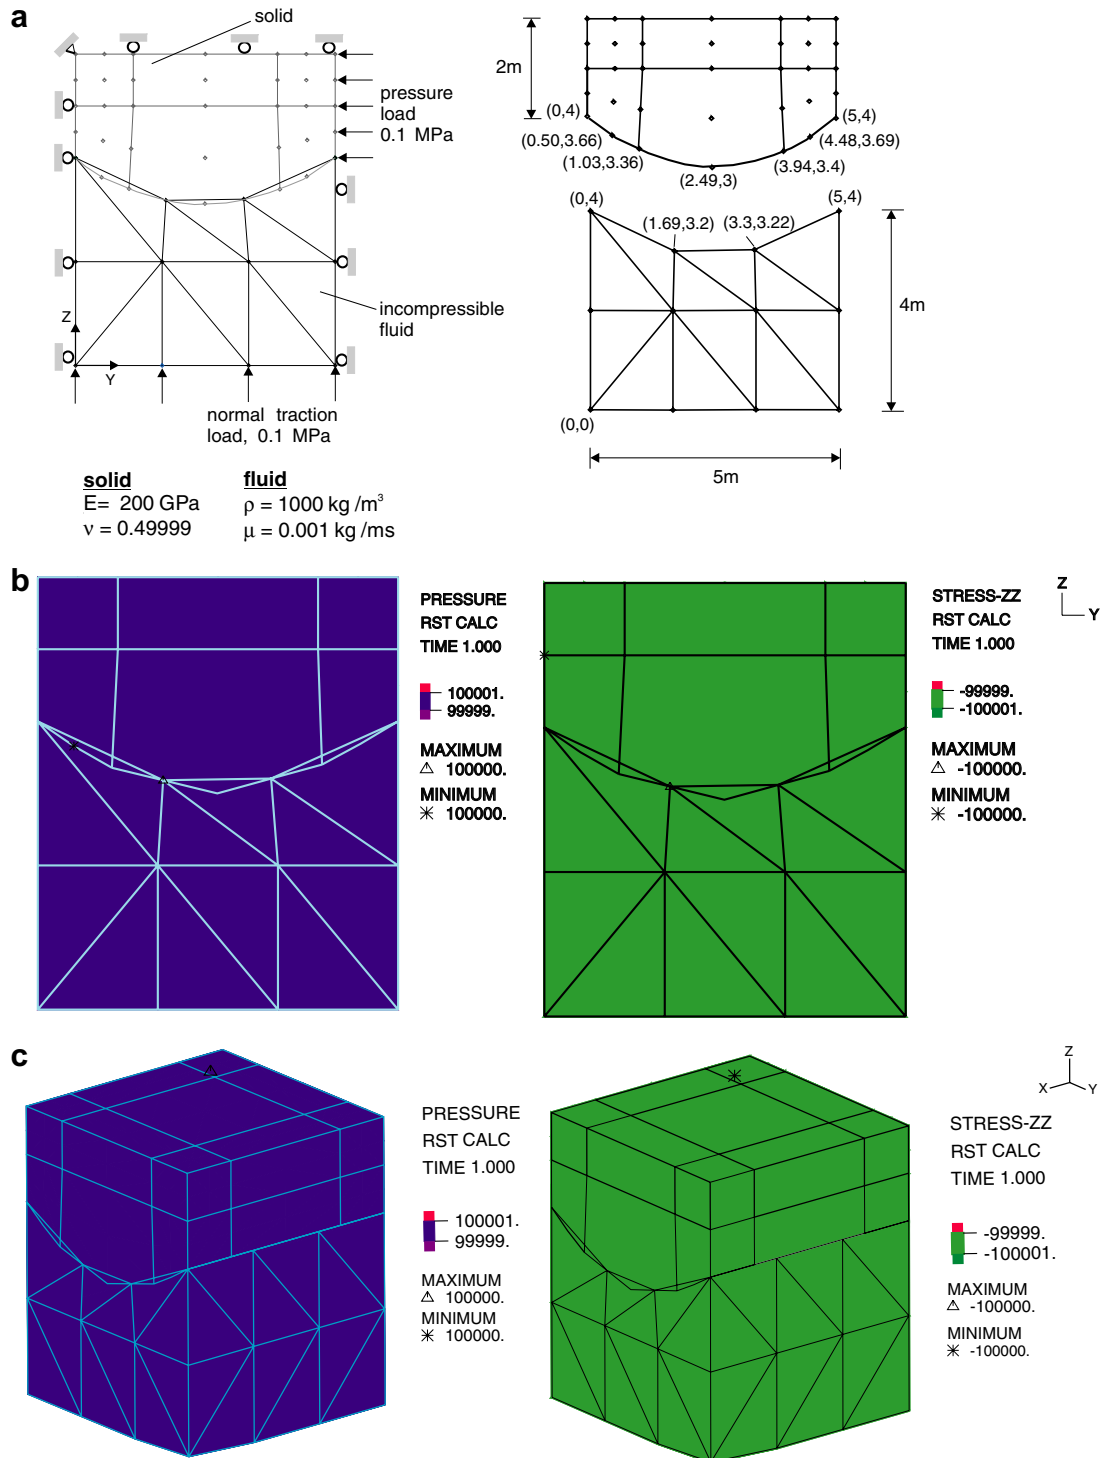 a
solid
pressure
load
0.1 MPa
Z
Y
incompressible
fluid
normal traction
load, 0.1 MPa
solid
E= 200 GPa
ν = 0.49999
fluid
ρ = 1000 kg /m³
μ = 0.001 kg /ms
2m
(0,4)
(5,4)
(0.50,3.66)
(4.48,3.69)
(1.03,3.36)
(3.94,3.4)
(2.49,3)
(0,4)
(5,4)
(1.69,3.2)
(3.3,3.22)
4m
(0,0)
5m
b
PRESSURE
RST CALC
TIME 1.000
100001.
99999.
MAXIMUM
△ 100000.
MINIMUM
✳ 100000.
STRESS-ZZ
RST CALC
TIME 1.000
-99999.
-100001.
MAXIMUM
△ -100000.
MINIMUM
✳ -100000.
Z
Y
c
PRESSURE
RST CALC
TIME 1.000
100001.
99999.
MAXIMUM
△ 100000.
MINIMUM
✳ 100000.
STRESS-ZZ
RST CALC
TIME 1.000
-99999.
-100001.
MAXIMUM
△ -100000.
MINIMUM
✳ -100000.
Z
X
Y